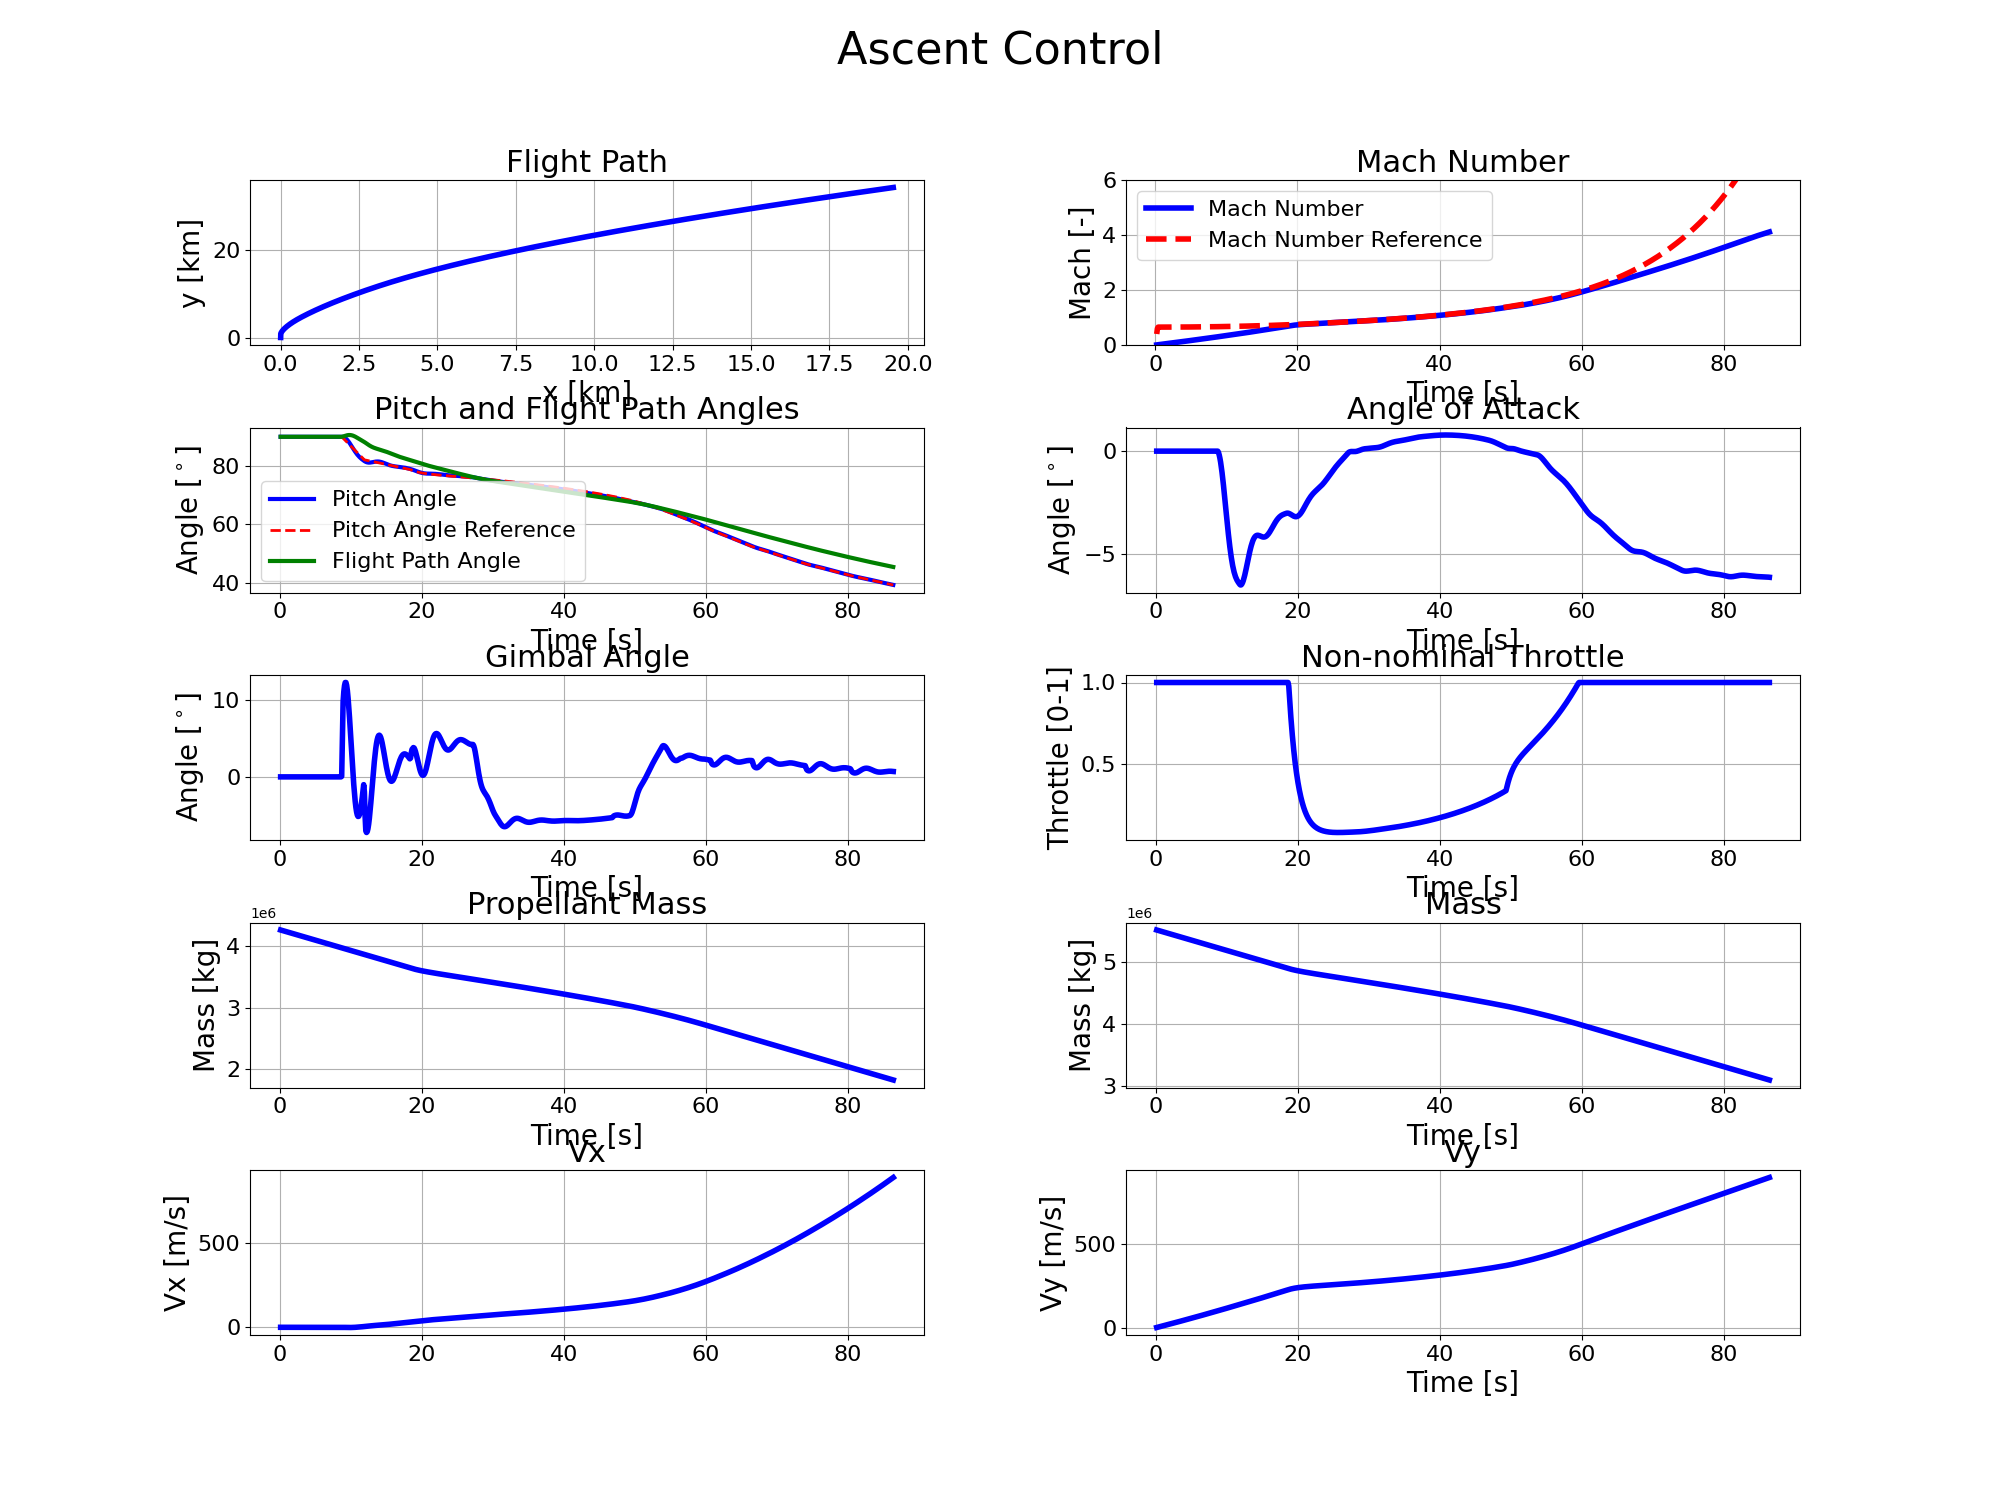 Ascent Control
Flight Path
y [km]
20
0
0.0 2.5 5.0 7.5 10.0 12.5 15.0 17.5 20.0
x [km]
Mach Number
Mach [-]
6
4
2
0
Mach Number
Mach Number Reference
0 20 40 60 80
Time [s]
Pitch and Flight Path Angles
Angle [°]
80
60
40
Pitch Angle
Pitch Angle Reference
Flight Path Angle
0 20 40 60 80
Time [s]
Angle of Attack
Angle [°]
0
−5
0 20 40 60 80
Time [s]
Gimbal Angle
Angle [°]
10
0
0 20 40 60 80
Time [s]
Non-nominal Throttle
Throttle [0-1]
1.0
0.5
0 20 40 60 80
Time [s]
Propellant Mass
1e6
Mass [kg]
4
3
2
0 20 40 60 80
Time [s]
Mass
1e6
Mass [kg]
5
4
3
0 20 40 60 80
Time [s]
Vx
Vx [m/s]
500
0
0 20 40 60 80
Vy
Vy [m/s]
500
0
0 20 40 60 80
Time [s]